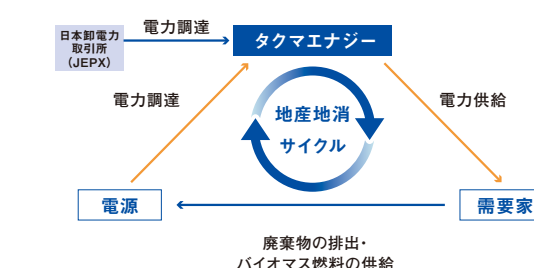 電力調達
日本卸電力
取引所
(JEPX)
タクマエナジー
電力調達
地産地消
サイクル
電力供給
電源
需要家
廃棄物の排出・
バイオマス燃料の供給